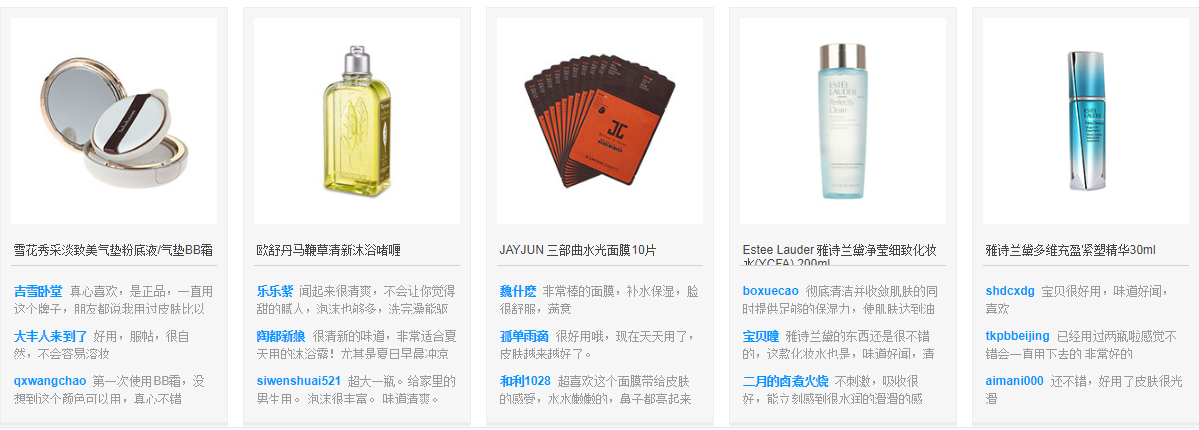 雪花秀采淡致美气垫粉底液/气垫BB霜
吉雪卧堂 真心喜欢，是正品，一直用
这个牌子，朋友都说我用过皮肤比以
大丰人来到了 好用，服帖，很自
然，不会容易溶妆
qxwangchao 第一次使用BB霜，没
想到这个颜色可以用，真心不错
欧舒丹马鞭草清新沐浴啫喱
乐乐紫 闻起来很清爽，不会让你觉得
甜的腻人，泡沫也够多，洗完澡能驱
陶都新狼 很清新的味道，非常适合夏
天用的沐浴露！尤其是夏日早晨冲凉
siwenshuai521 超大一瓶。给家里的
男生用。 泡沫很丰富。 味道清爽。
JC
JAYJUN 三部曲水光面膜10片
魏什麽 非常棒的面膜，补水保湿，脸
很舒服，满意
孤单雨滴 很好用哦，现在天天用了，
皮肤越来越好了。
和利1028 超喜欢这个面膜带给皮肤
的感受，水水嫩嫩的，鼻子都亮起来
ESTĒE
LAUDER
Perfectly
Clean
Estee Lauder 雅诗兰黛净莹细致化妆
水(YCFA) 200ml
boxuecao 彻底清洁并收敛肌肤的同
时提供足够的保湿力，使肌肤达到油
宝贝瞳 雅诗兰黛的东西还是很不错
的，这款化妆水也是，味道好闻，清
二月的卤煮火烧 不刺激，吸收很
好，能立刻感到很水润的滑滑的感
ESTĒE
LAUDER
雅诗兰黛多维充盈紧塑精华30ml
shdcxdg 宝贝很好用，味道好闻，
喜欢
tkpbbeijing 已经用过两瓶啦感觉不
错会一直用下去的 非常好的
aimani000 还不错，好用了皮肤很光
滑